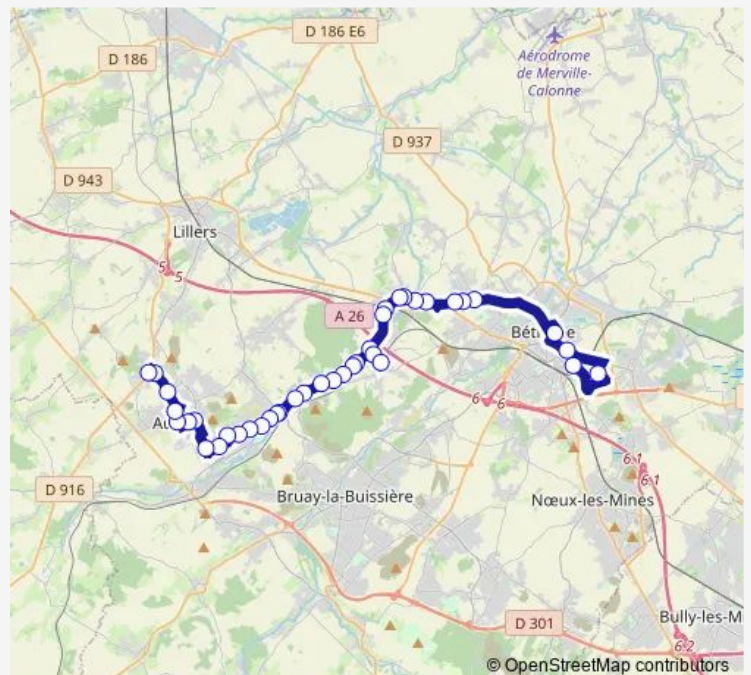 D 186 E6
D 186
Aérodrome
de Merville-
Calonne
D 937
D 943
Lillers
5
5
A 26
6
6
6.1
6.1
D 916
Bruay-la-Buissière
Nœux-les-Mines
D 301
Bully-les-M
6.2
© OpenStreetMap contributors